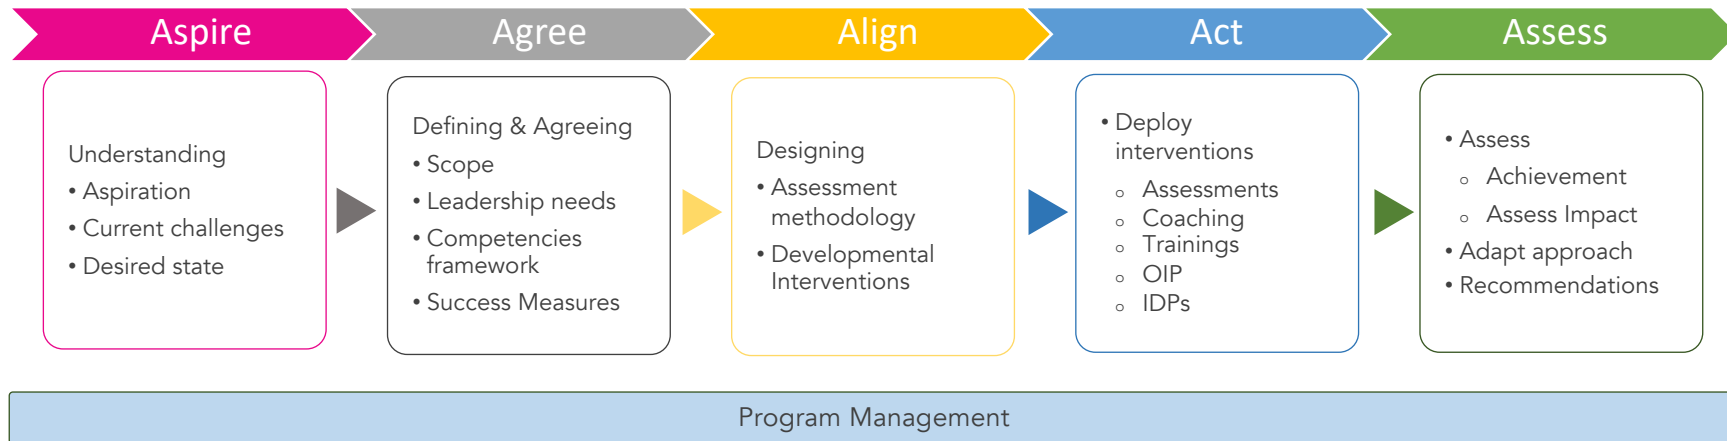 Aspire
Agree
Align
Act
Assess
Understanding
• Aspiration
• Current challenges
• Desired state
Defining & Agreeing
• Scope
• Leadership needs
• Competencies
framework
• Success Measures
Designing
• Assessment
methodology
• Developmental
Interventions
• Deploy
interventions
o Assessments
o Coaching
o Trainings
o OIP
o IDPs
• Assess
o Achievement
o Assess Impact
• Adapt approach
• Recommendations
Program Management